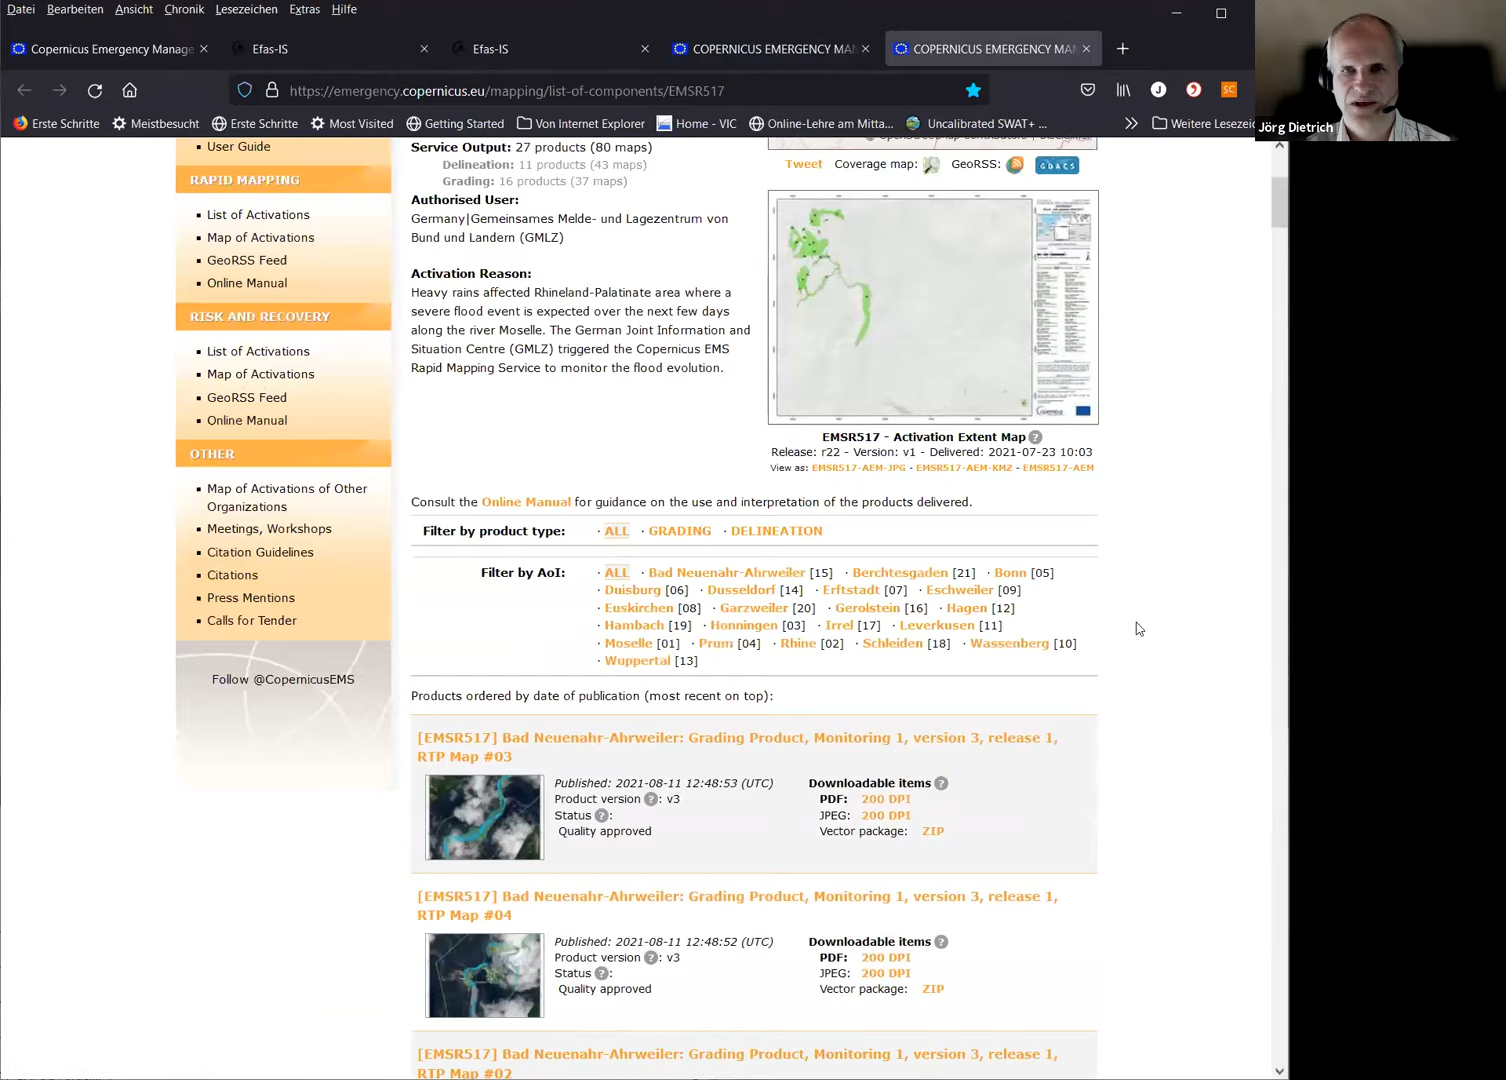 Datei Bearbeiten Ansicht Chronik Lesezeichen Extras Hilfe
Copernicus Emergency Manage
Efas-IS
Efas-IS
COPERNICUS EMERGENCY MAN
COPERNICUS EMERGENCY MAN
https://emergency.copernicus.eu/mapping/list-of-components/EMSR517
Erste Schritte Meistbesucht Erste Schritte Most Visited Getting Started Von Internet Explorer Home - VIC Online-Lehre am Mitta... Uncalibrated SWAT+ ... Weitere Lesezei
Jörg Dietrich
User Guide
RAPID MAPPING
List of Activations
Map of Activations
GeoRSS Feed
Online Manual
RISK AND RECOVERY
List of Activations
Map of Activations
GeoRSS Feed
Online Manual
OTHER
Map of Activations of Other
Organizations
Meetings, Workshops
Citation Guidelines
Citations
Press Mentions
Calls for Tender
Follow @CopernicusEMS
Service Output: 27 products (80 maps)
Delineation: 11 products (43 maps)
Grading: 16 products (37 maps)
Authorised User:
Germany|Gemeinsames Melde- und Lagezentrum von
Bund und Landern (GMLZ)
Activation Reason:
Heavy rains affected Rhineland-Palatinate area where a
severe flood event is expected over the next few days
along the river Moselle. The German Joint Information and
Situation Centre (GMLZ) triggered the Copernicus EMS
Rapid Mapping Service to monitor the flood evolution.
Tweet Coverage map: GeoRSS: GDACS
EMSR517 - Activation Extent Map ?
Release: r22 - Version: v1 - Delivered: 2021-07-23 10:03
View as: EMSR517-AEM-JPG - EMSR517-AEM-KMZ - EMSR517-AEM
Consult the Online Manual for guidance on the use and interpretation of the products delivered.
Filter by product type: · ALL · GRADING · DELINEATION
Filter by AoI: · ALL · Bad Neuenahr-Ahrweiler [15] · Berchtesgaden [21] · Bonn [05]
· Duisburg [06] · Dusseldorf [14] · Erftstadt [07] · Eschweiler [09]
· Euskirchen [08] · Garzweiler [20] · Gerolstein [16] · Hagen [12]
· Hambach [19] · Honningen [03] · Irrel [17] · Leverkusen [11]
· Moselle [01] · Prum [04] · Rhine [02] · Schleiden [18] · Wassenberg [10]
· Wuppertal [13]
Products ordered by date of publication (most recent on top):
[EMSR517] Bad Neuenahr-Ahrweiler: Grading Product, Monitoring 1, version 3, release 1,
RTP Map #03
Published: 2021-08-11 12:48:53 (UTC)
Product version ?: v3
Status ?:
Quality approved
Downloadable items ?
PDF: 200 DPI
JPEG: 200 DPI
Vector package: ZIP
[EMSR517] Bad Neuenahr-Ahrweiler: Grading Product, Monitoring 1, version 3, release 1,
RTP Map #04
Published: 2021-08-11 12:48:52 (UTC)
Product version ?: v3
Status ?:
Quality approved
Downloadable items ?
PDF: 200 DPI
JPEG: 200 DPI
Vector package: ZIP
[EMSR517] Bad Neuenahr-Ahrweiler: Grading Product, Monitoring 1, version 3, release 1,
RTP Map #02